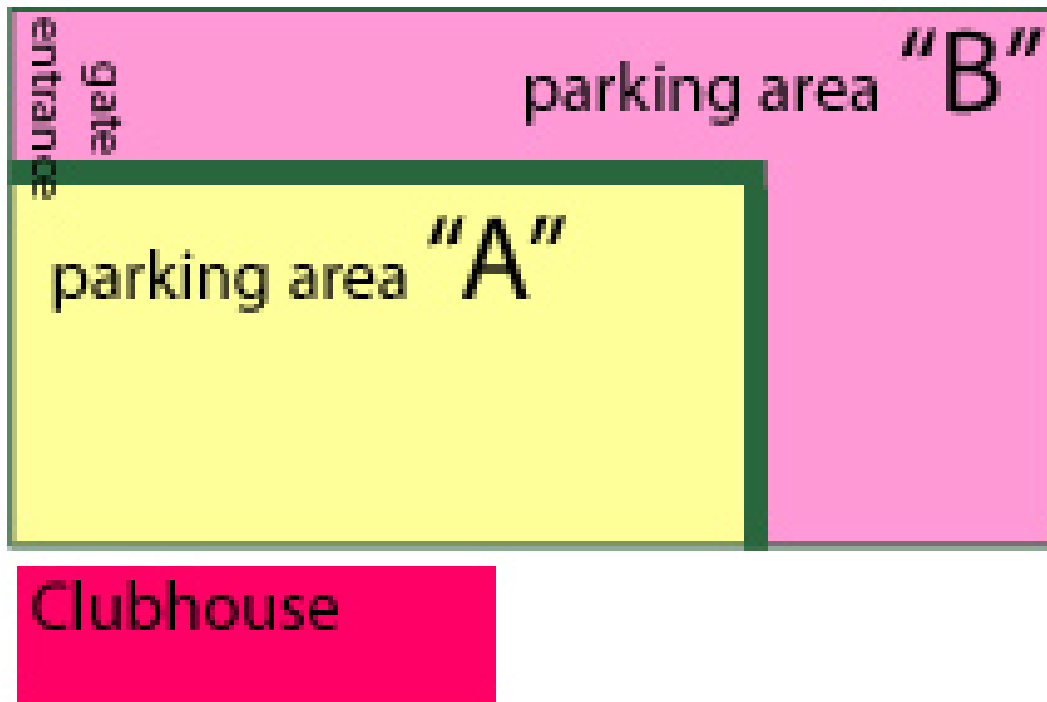 entrance
gate
parking area “B”
parking area “A”
Clubhouse